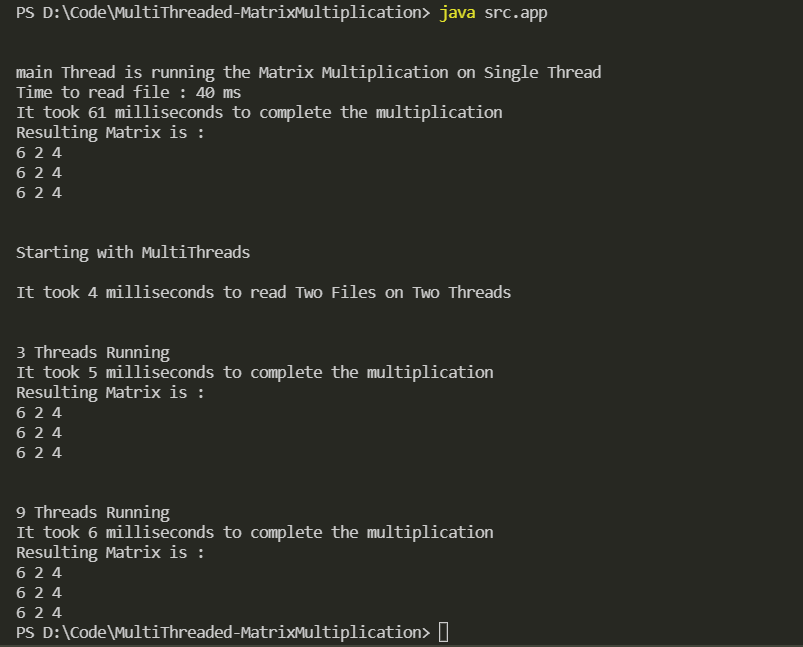 PS D:\Code\MultiThreaded-MatrixMultiplication> java src.app
main Thread is running the Matrix Multiplication on Single Thread
Time to read file : 40 ms
It took 61 milliseconds to complete the multiplication
Resulting Matrix is :
6 2 4
6 2 4
6 2 4
Starting with MultiThreads
It took 4 milliseconds to read Two Files on Two Threads
3 Threads Running
It took 5 milliseconds to complete the multiplication
Resulting Matrix is :
6 2 4
6 2 4
6 2 4
9 Threads Running
It took 6 milliseconds to complete the multiplication
Resulting Matrix is :
6 2 4
6 2 4
6 2 4
PS D:\Code\MultiThreaded-MatrixMultiplication>